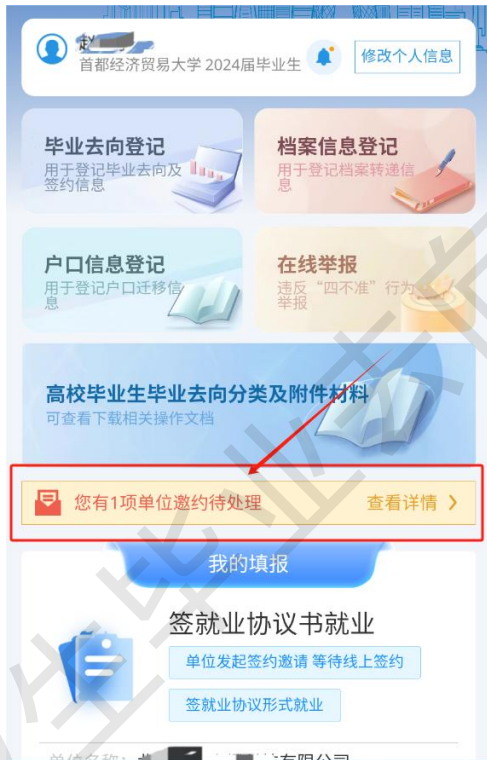 首都经济贸易大学 2024届毕业生
修改个人信息
毕业去向登记
用于登记毕业去向及
签约信息
档案信息登记
用于登记档案转递信
息
户口信息登记
用于登记户口迁移信
息
在线举报
违反“四不准”行为
举报
高校毕业生毕业去向分类及附件材料
可查看下载相关操作文档
您有1项单位邀约待处理
查看详情
我的填报
签就业协议书就业
单位发起签约邀请 等待线上签约
签就业协议形式就业
单位名称：
有限公司